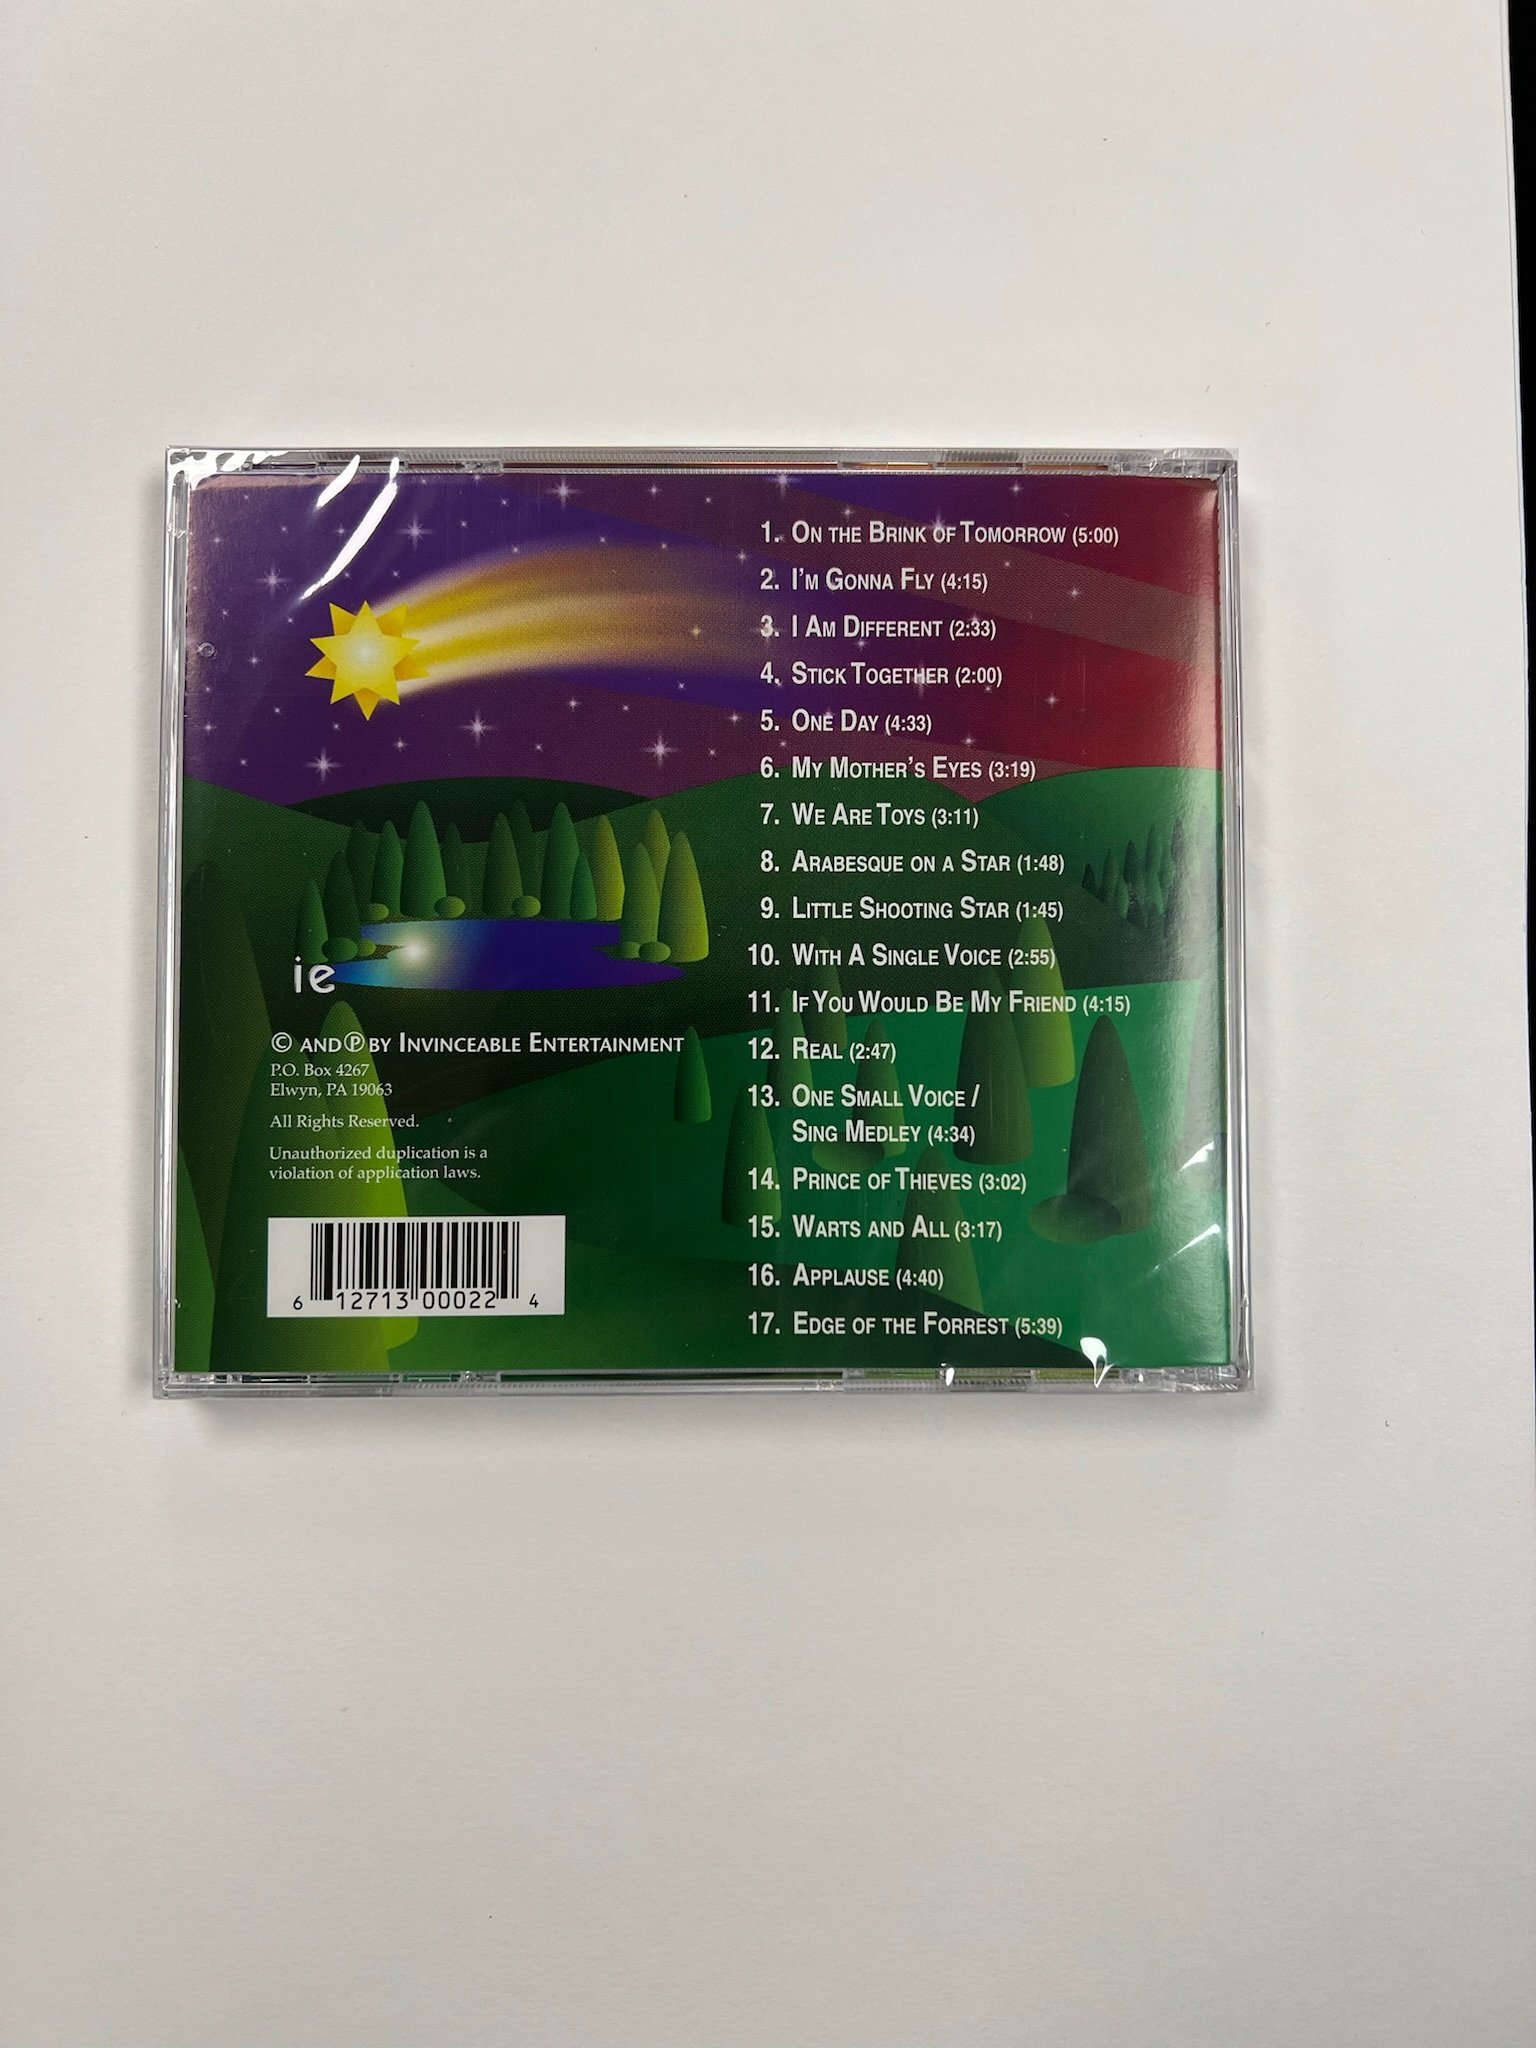 1. On the Brink of Tomorrow (5:00)
2. I'm Gonna Fly (4:15)
3. I Am Different (2:33)
4. Stick Together (2:00)
5. One Day (4:33)
6. My Mother's Eyes (3:19)
7. We Are Toys (3:11)
8. Arabesque on a Star (1:48)
9. Little Shooting Star (1:45)
10. With A Single Voice (2:55)
11. If You Would Be My Friend (4:15)
12. Real (2:47)
13. One Small Voice /
Sing Medley (4:34)
14. Prince of Thieves (3:02)
15. Warts and All (3:17)
16. Applause (4:40)
17. Edge of the Forrest (5:39)
ie
© and ℗ by Invinceable Entertainment
P.O. Box 4267
Elwyn, PA 19063
All Rights Reserved.
Unauthorized duplication is a
violation of application laws.
6 12713 00022 4